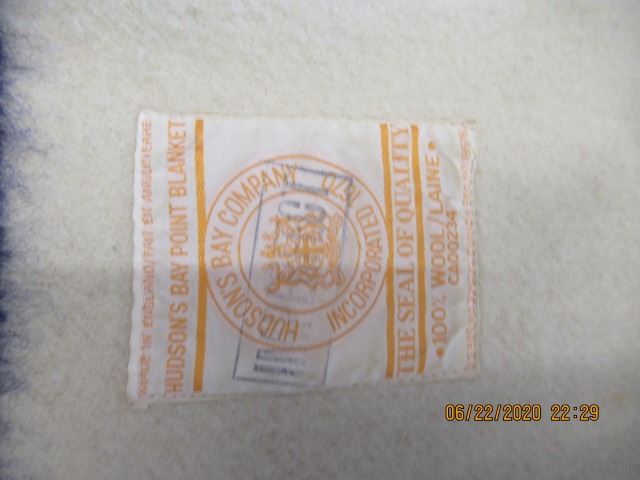 MADE IN ENGLAND/FAIT EN ANGLETERRE
HUDSON'S BAY POINT BLANKET
HUDSON'S BAY COMPANY
INCORPORATED 1670
THE SEAL OF QUALITY
•100% WOOL/LAINE•
CA00234
06/22/2020 22:29